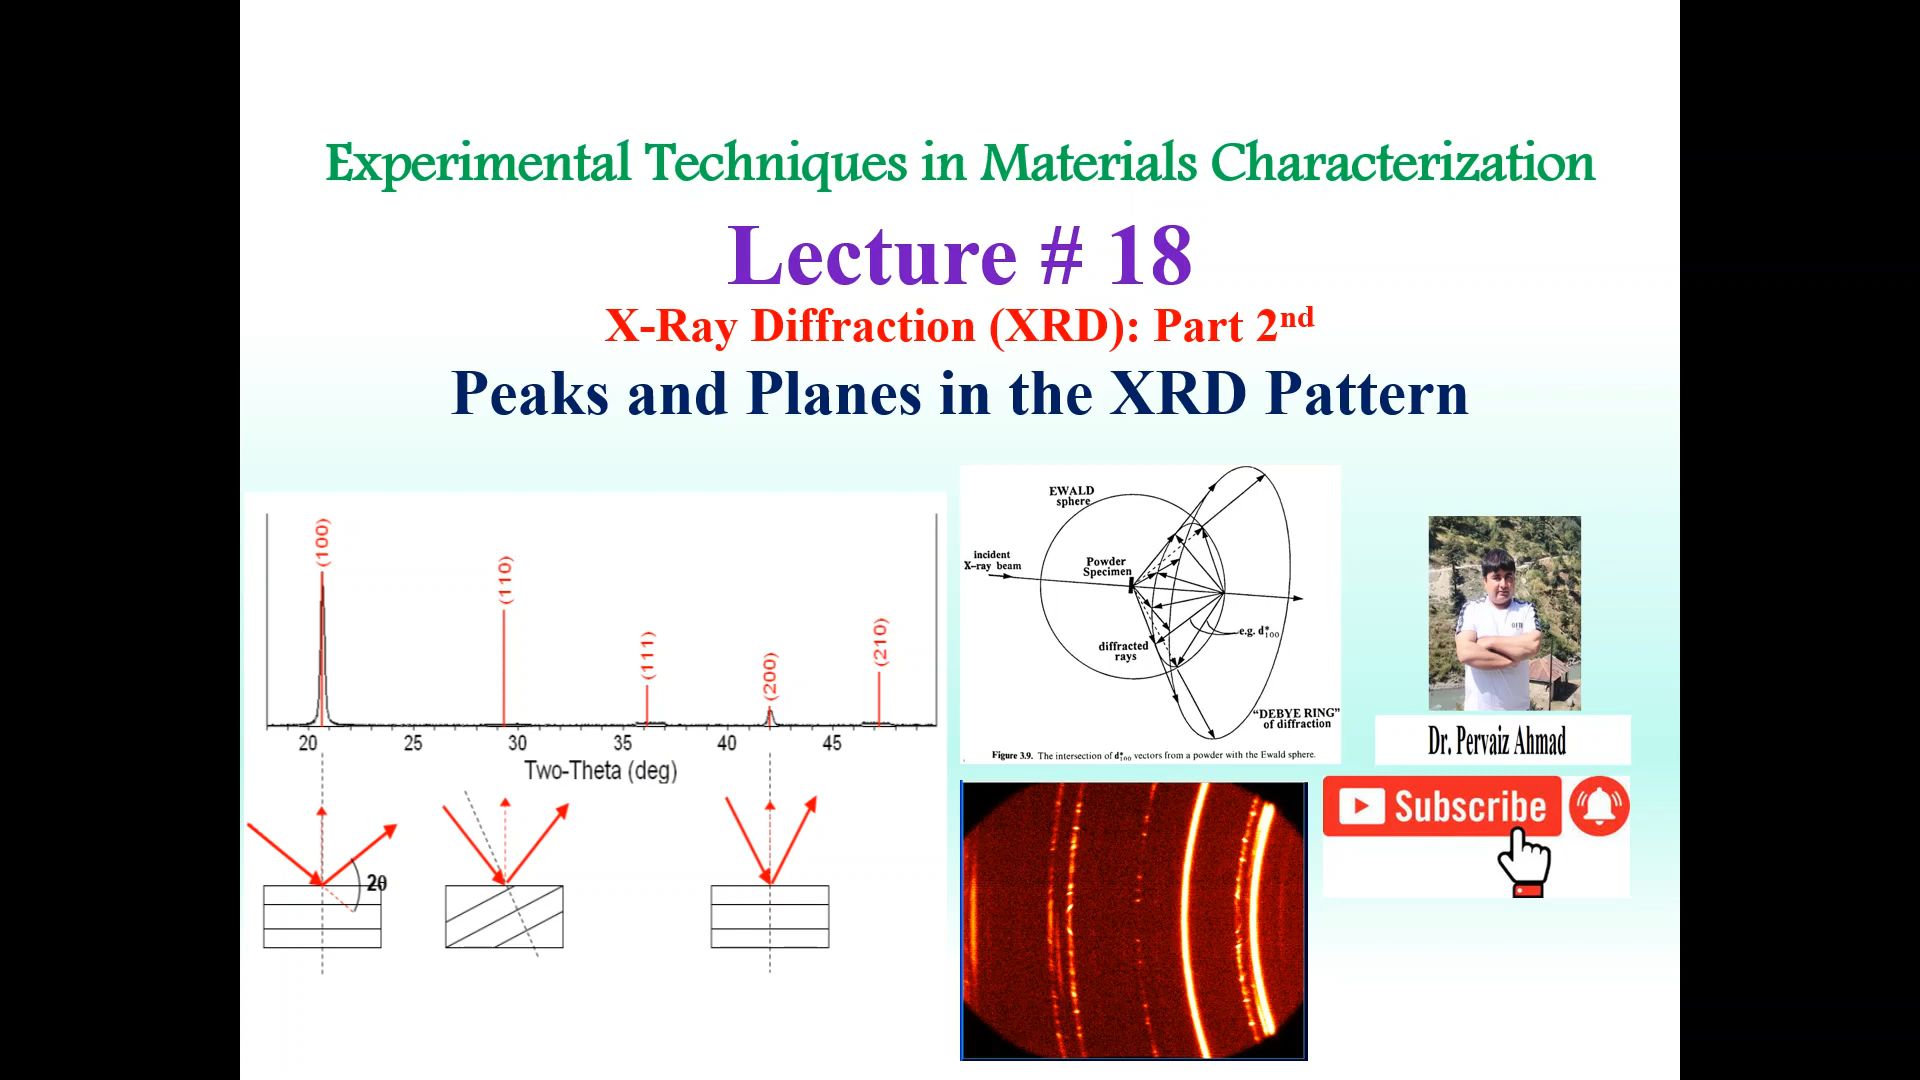 Experimental Techniques in Materials Characterization
Lecture # 18
X-Ray Diffraction (XRD): Part 2nd
Peaks and Planes in the XRD Pattern
(100)
(110)
(111)
(200)
(210)
20 25 30 35 40 45
Two-Theta (deg)
2θ
EWALD
sphere
incident
X-ray beam
Powder
Specimen
diffracted
rays
e.g. d*100
"DEBYE RING"
of diffraction
Figure 3.9. The intersection of d*100 vectors from a powder with the Ewald sphere.
Dr. Pervaiz Ahmad
Subscribe